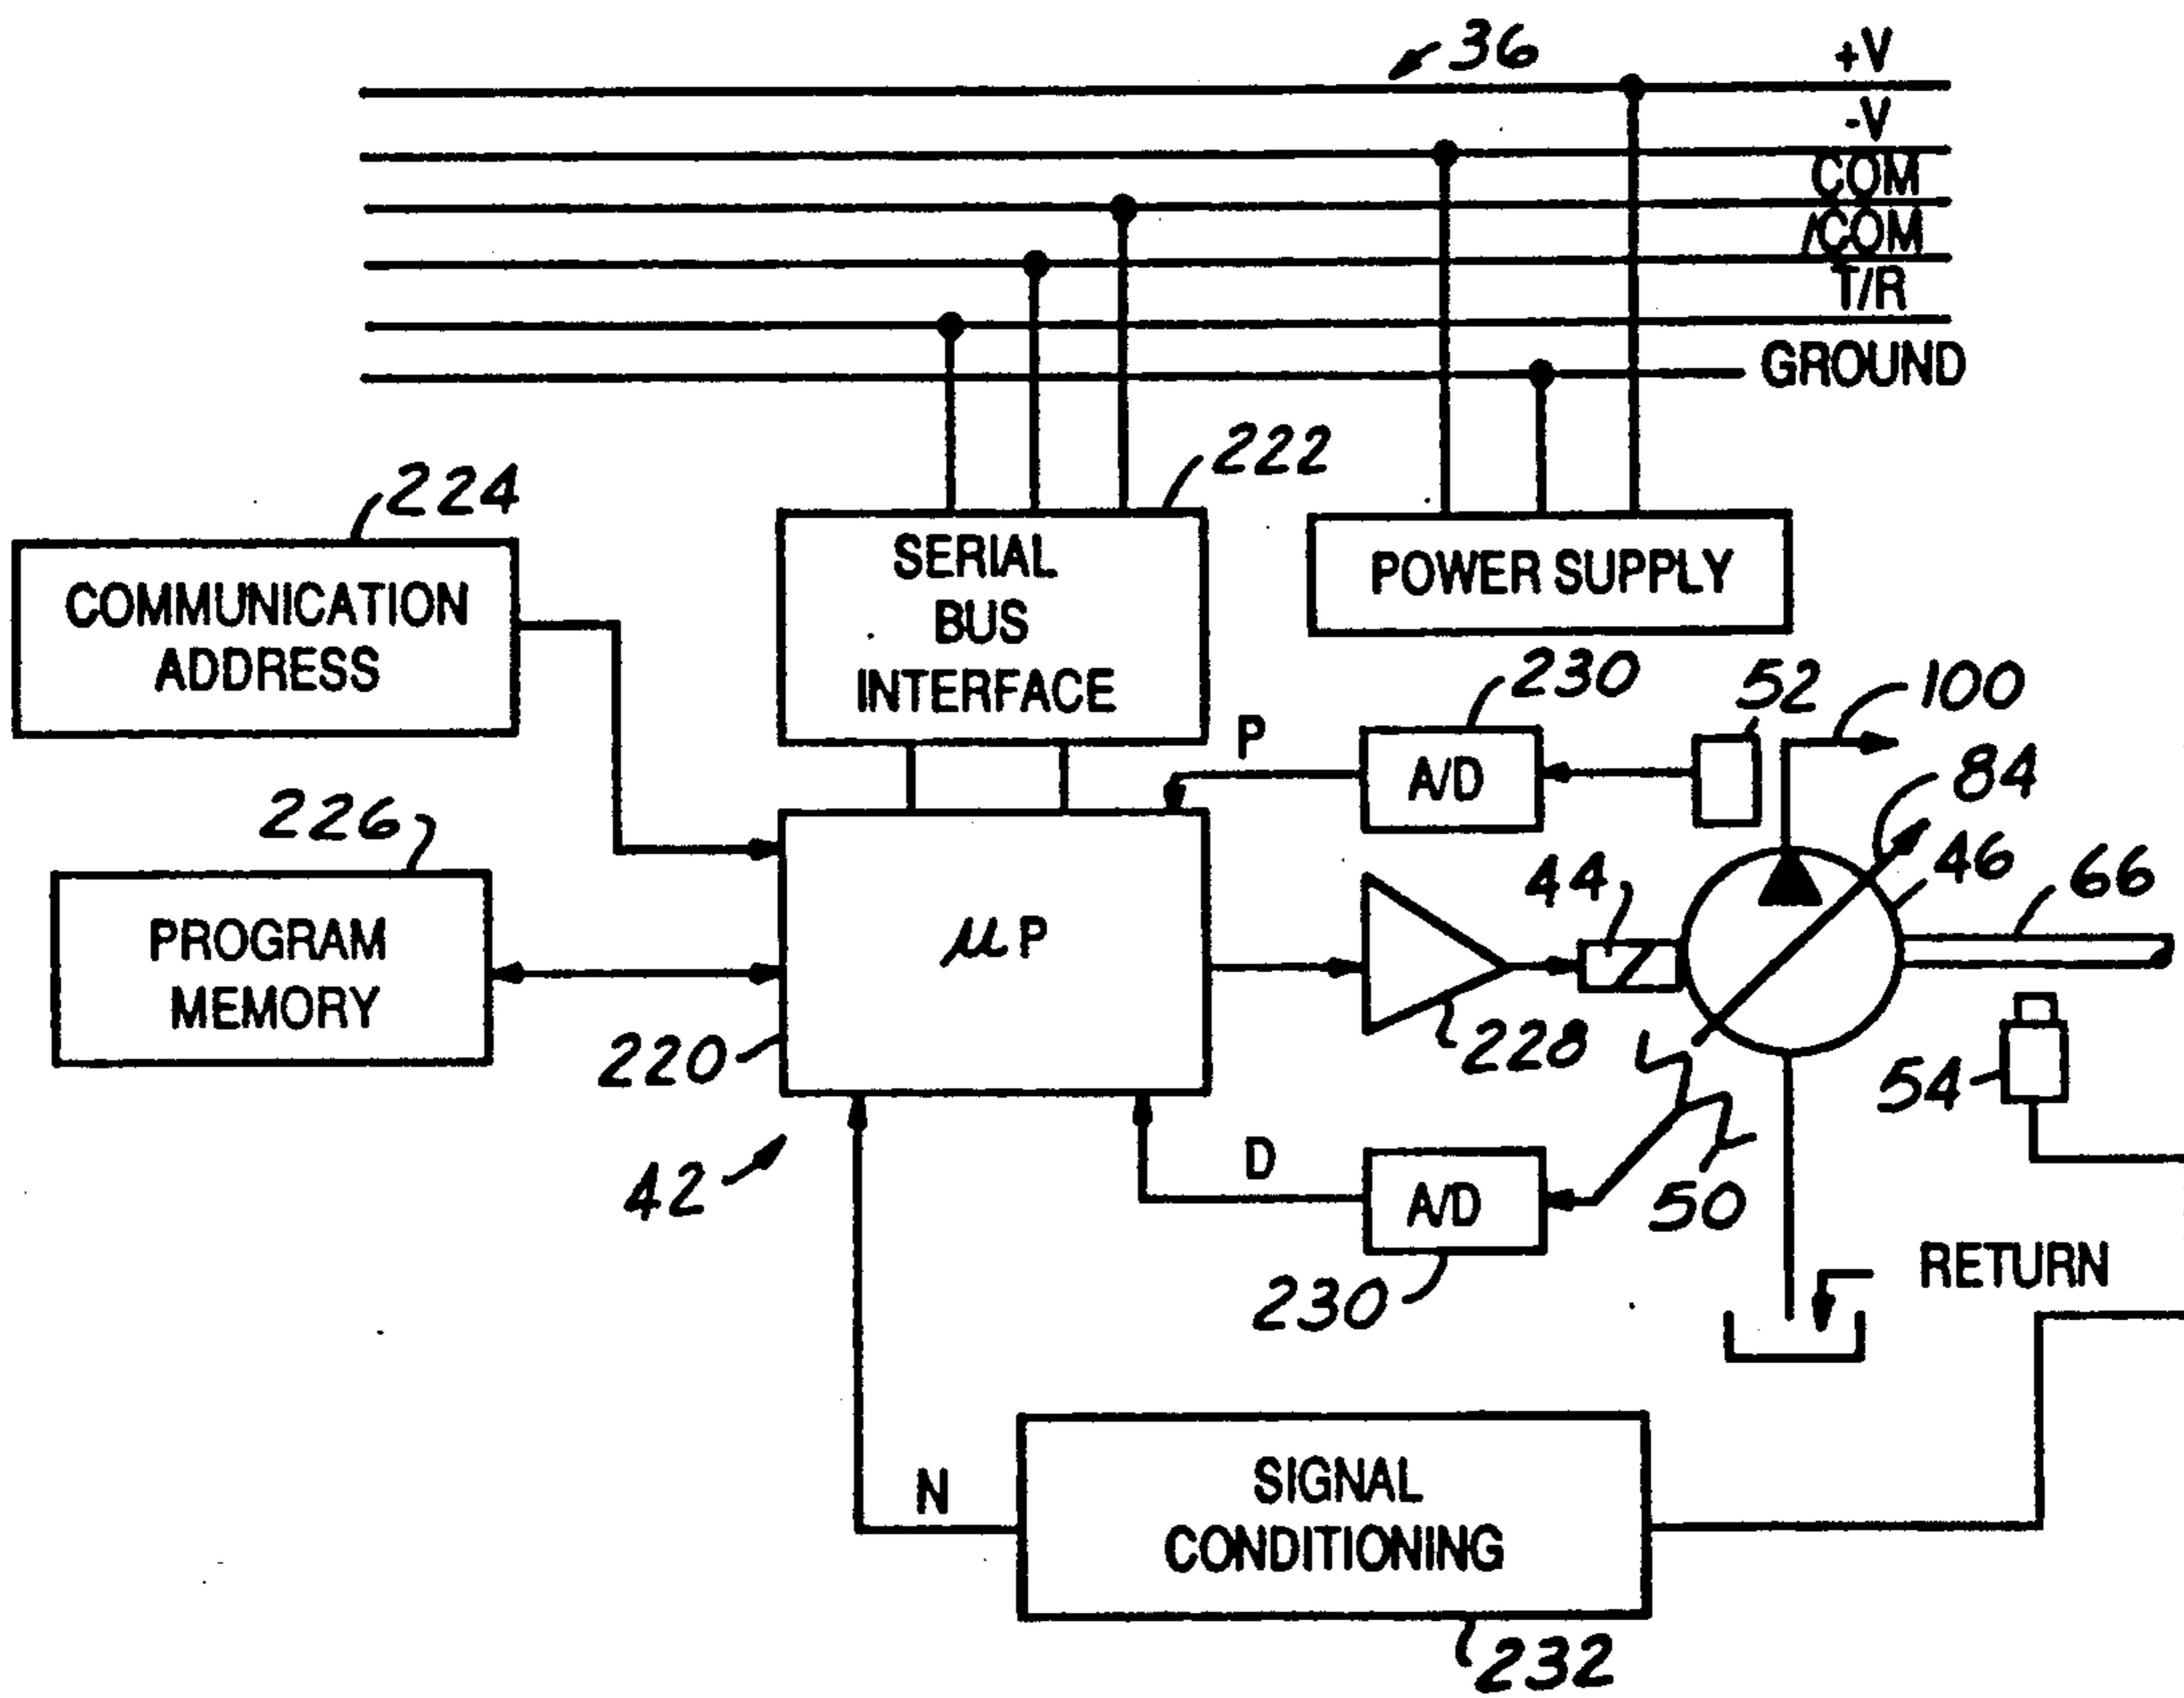 36
+V
-V
COM
/COM
T/R
GROUND
222
224
SERIAL
BUS
INTERFACE
POWER SUPPLY
COMMUNICATION
ADDRESS
230
52
100
P
A/D
84
226
44
46
66
PROGRAM
MEMORY
μP
220
228
54
42
D
A/D
50
230
RETURN
N
SIGNAL
CONDITIONING
232